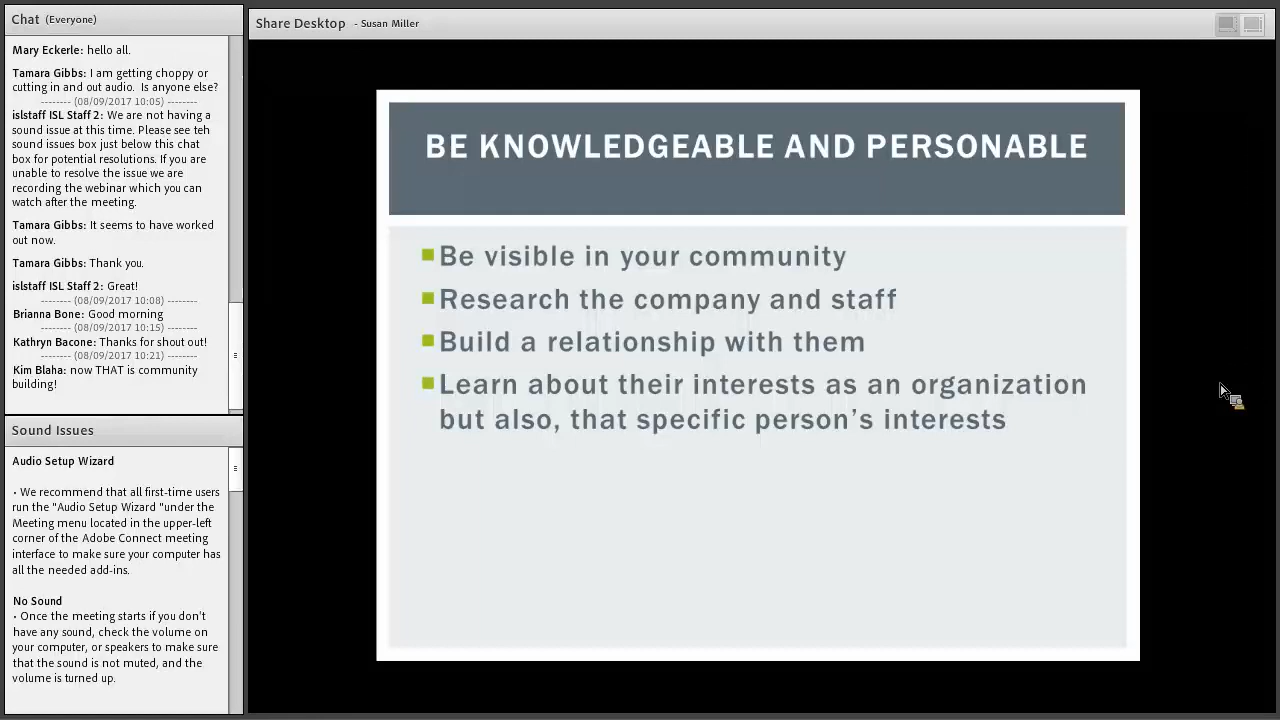 Chat (Everyone)
Mary Eckerle: hello all.
Tamara Gibbs: I am getting choppy or
cutting in and out audio. Is anyone else?
-------- (08/09/2017 10:05) --------
islstaff ISL Staff 2: We are not having a
sound issue at this time. Please see teh
sound issues box just below this chat
box for potential resolutions. If you are
unable to resolve the issue we are
recording the webinar which you can
watch after the meeting.
Tamara Gibbs: It seems to have worked
out now.
Tamara Gibbs: Thank you.
islstaff ISL Staff 2: Great!
-------- (08/09/2017 10:08) --------
Brianna Bone: Good morning
-------- (08/09/2017 10:15) --------
Kathryn Bacone: Thanks for shout out!
-------- (08/09/2017 10:21) --------
Kim Blaha: now THAT is community
building!
Sound Issues
Audio Setup Wizard
• We recommend that all first-time users
run the "Audio Setup Wizard "under the
Meeting menu located in the upper-left
corner of the Adobe Connect meeting
interface to make sure your computer has
all the needed add-ins.
No Sound
• Once the meeting starts if you don't
have any sound, check the volume on
your computer, or speakers to make sure
that the sound is not muted, and the
volume is turned up.
Share Desktop - Susan Miller
BE KNOWLEDGEABLE AND PERSONABLE
Be visible in your community
Research the company and staff
Build a relationship with them
Learn about their interests as an organization
but also, that specific person’s interests